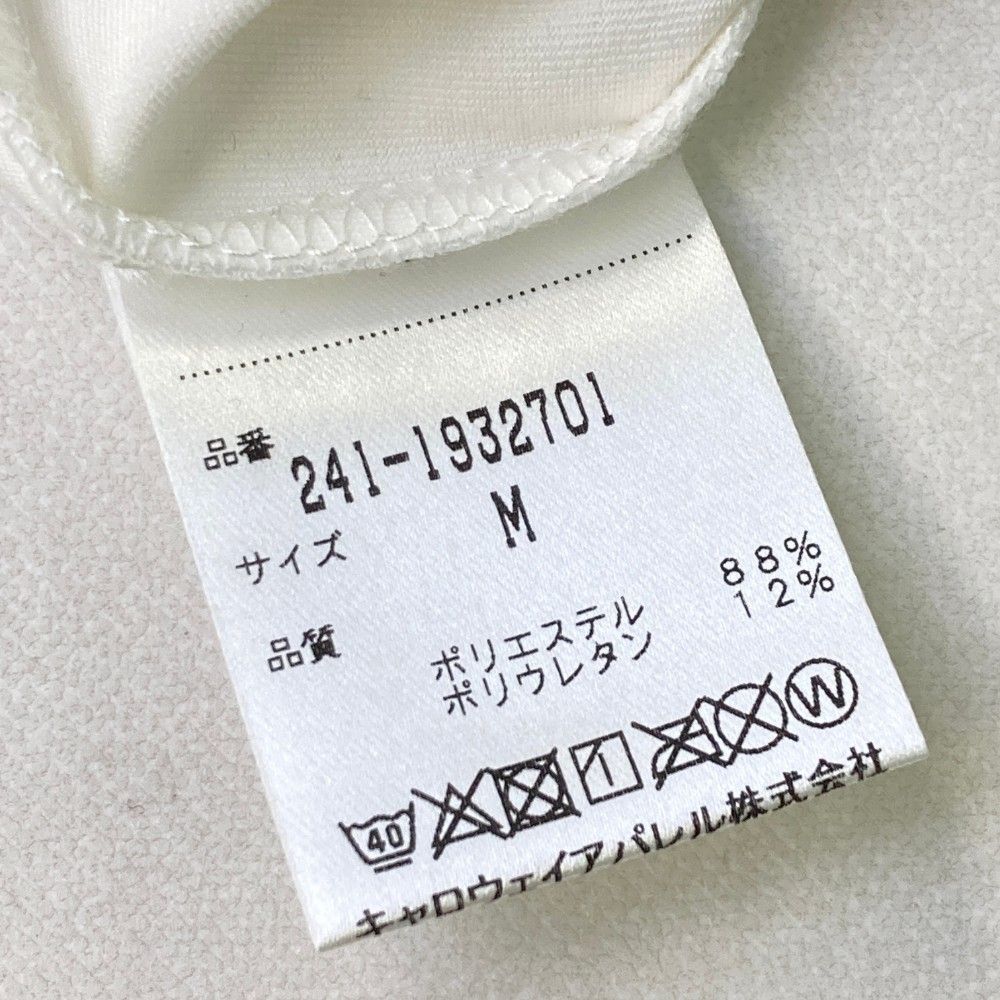 品番 241-1932701
サイズ M
品質 ポリエステル 88%
ポリウレタン 12%
40 W
キャロウェイアパレル株式会社